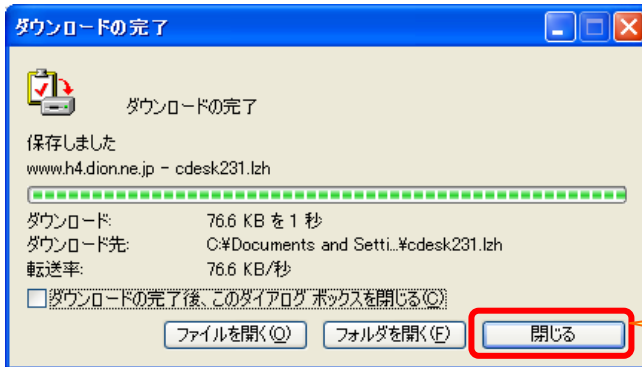 ダウンロードの完了
ダウンロードの完了
保存しました
www.h4.dion.ne.jp - cdesk231.lzh
ダウンロード: 76.6 KB を 1 秒
ダウンロード先: C:¥Documents and Setti...¥cdesk231.lzh
転送率: 76.6 KB/秒
ダウンロードの完了後、このダイアログ ボックスを閉じる(C)
ファイルを開く(O) フォルダを開く(F) 閉じる